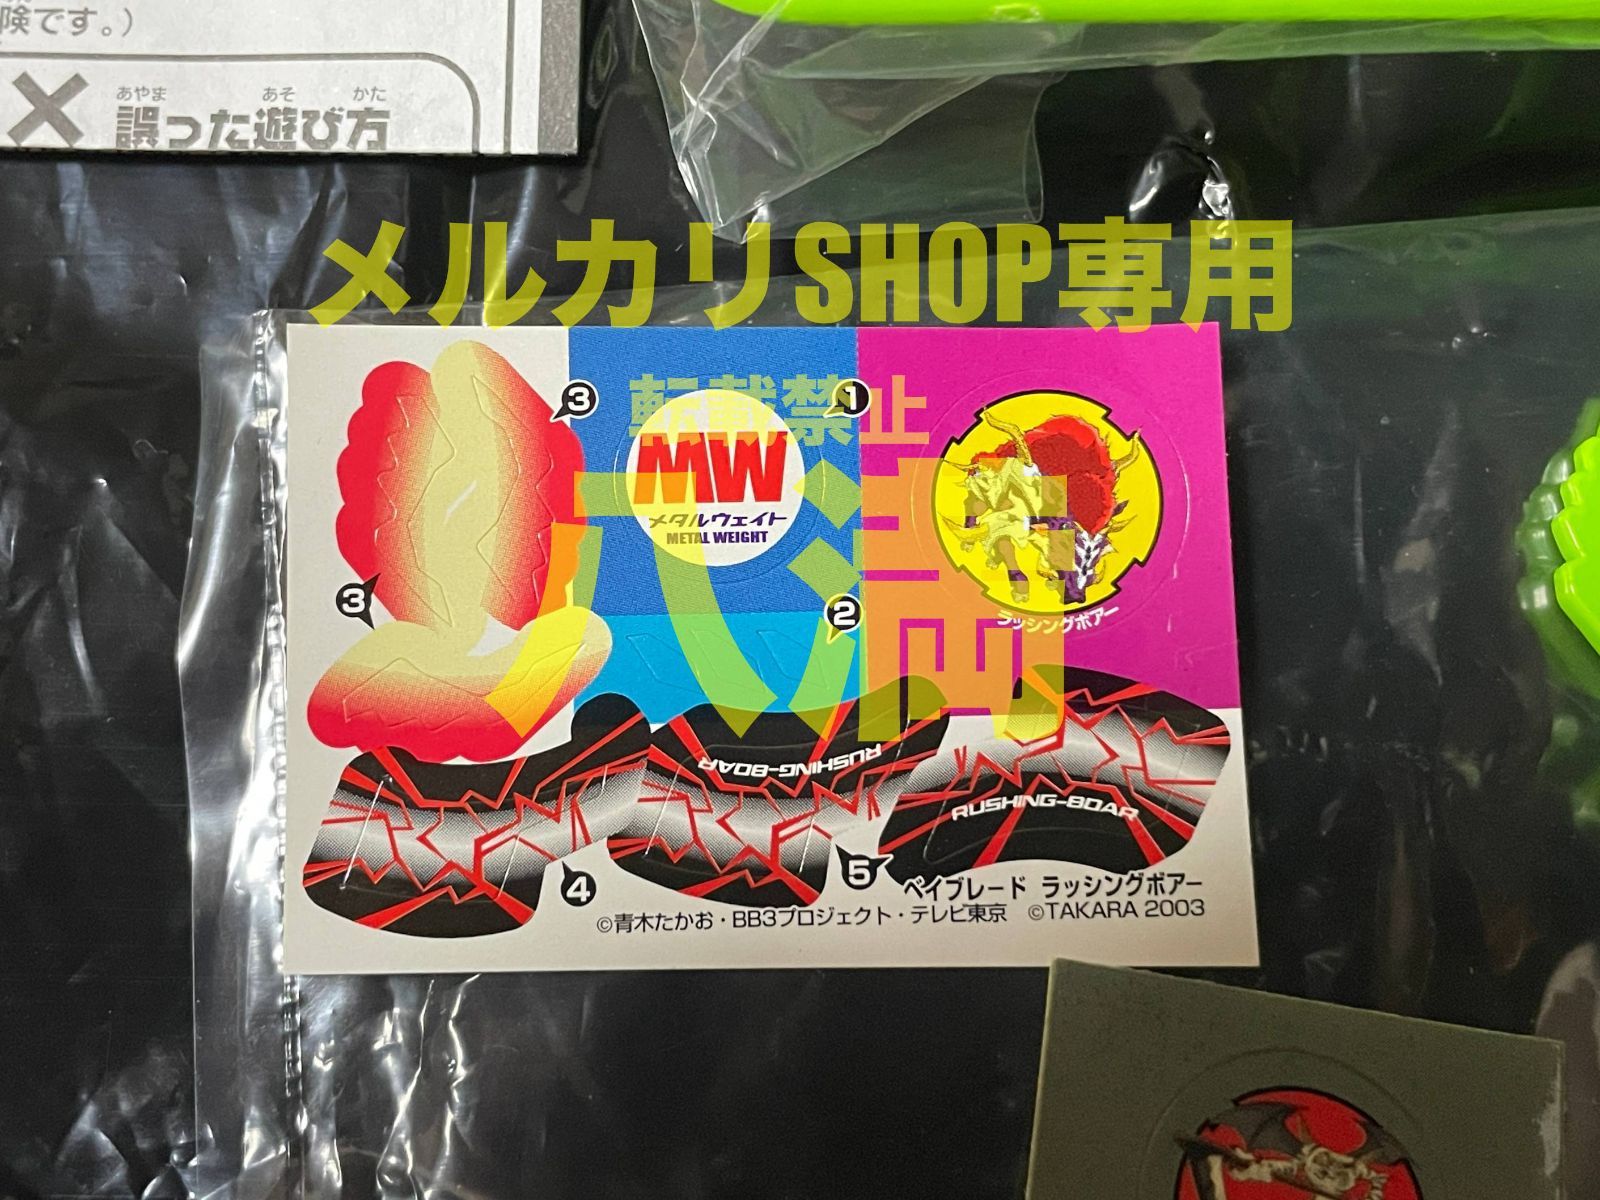 険です。)
あやま あそ かた
× 誤った遊び方
メルカリSHOP専用
転載禁止
八満
3
1
MW
メタルウェイト
METAL WEIGHT
3
2
ラッシングボアー
RUSHING-BOAR
RUSHING-BOAR
4
5
ベイブレード ラッシングボアー
©青木たかお・BB3プロジェクト・テレビ東京 ©TAKARA 2003